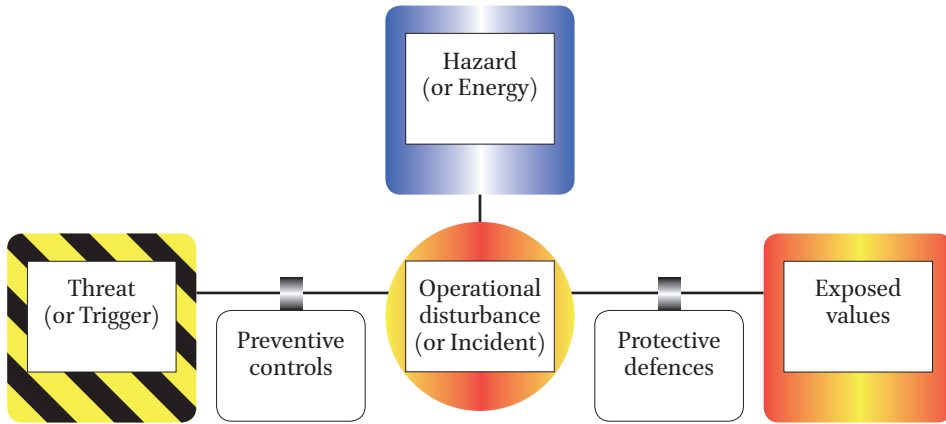 Hazard
(or Energy)
Threat
(or Trigger)
Preventive
controls
Operational
disturbance
(or Incident)
Protective
defences
Exposed
values